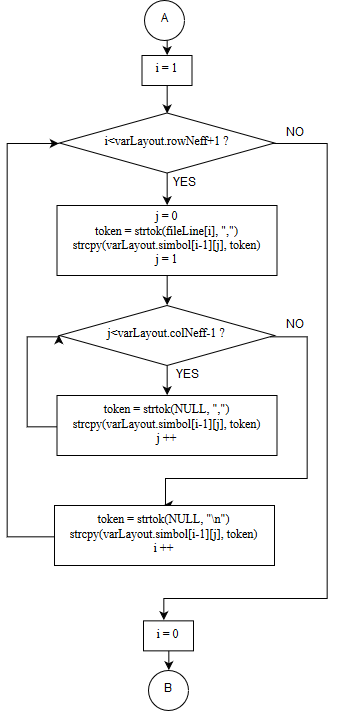 A
i = 1
i<varLayout.rowNeff+1 ?
NO
YES
j = 0
token = strtok(fileLine[i], ",")
strcpy(varLayout.simbol[i-1][j], token)
j = 1
j<varLayout.colNeff-1 ?
NO
YES
token = strtok(NULL, ",")
strcpy(varLayout.simbol[i-1][j], token)
j ++
token = strtok(NULL, "\n")
strcpy(varLayout.simbol[i-1][j], token)
i ++
i = 0
B